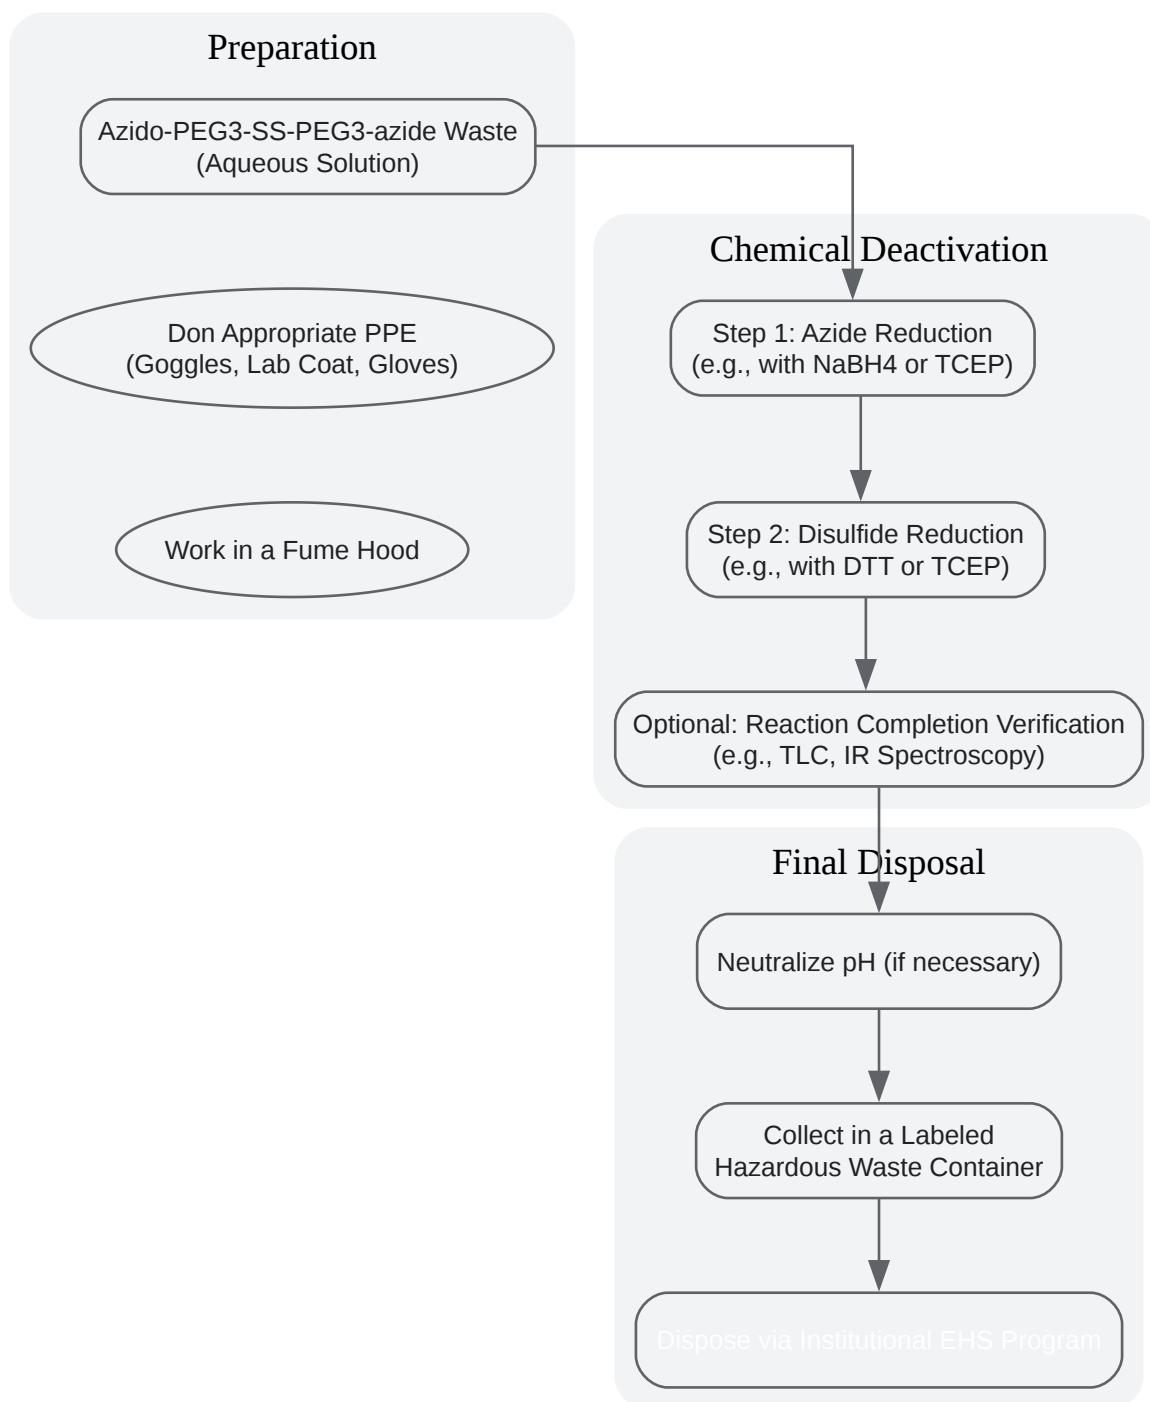 Preparation
Azido-PEG3-SS-PEG3-azide Waste
(Aqueous Solution)
Don Appropriate PPE
(Goggles, Lab Coat, Gloves)
Work in a Fume Hood
Chemical Deactivation
Step 1: Azide Reduction
(e.g., with NaBH4 or TCEP)
Step 2: Disulfide Reduction
(e.g., with DTT or TCEP)
Optional: Reaction Completion Verification
(e.g., TLC, IR Spectroscopy)
Final Disposal
Neutralize pH (if necessary)
Collect in a Labeled
Hazardous Waste Container
Dispose via Institutional EHS Program